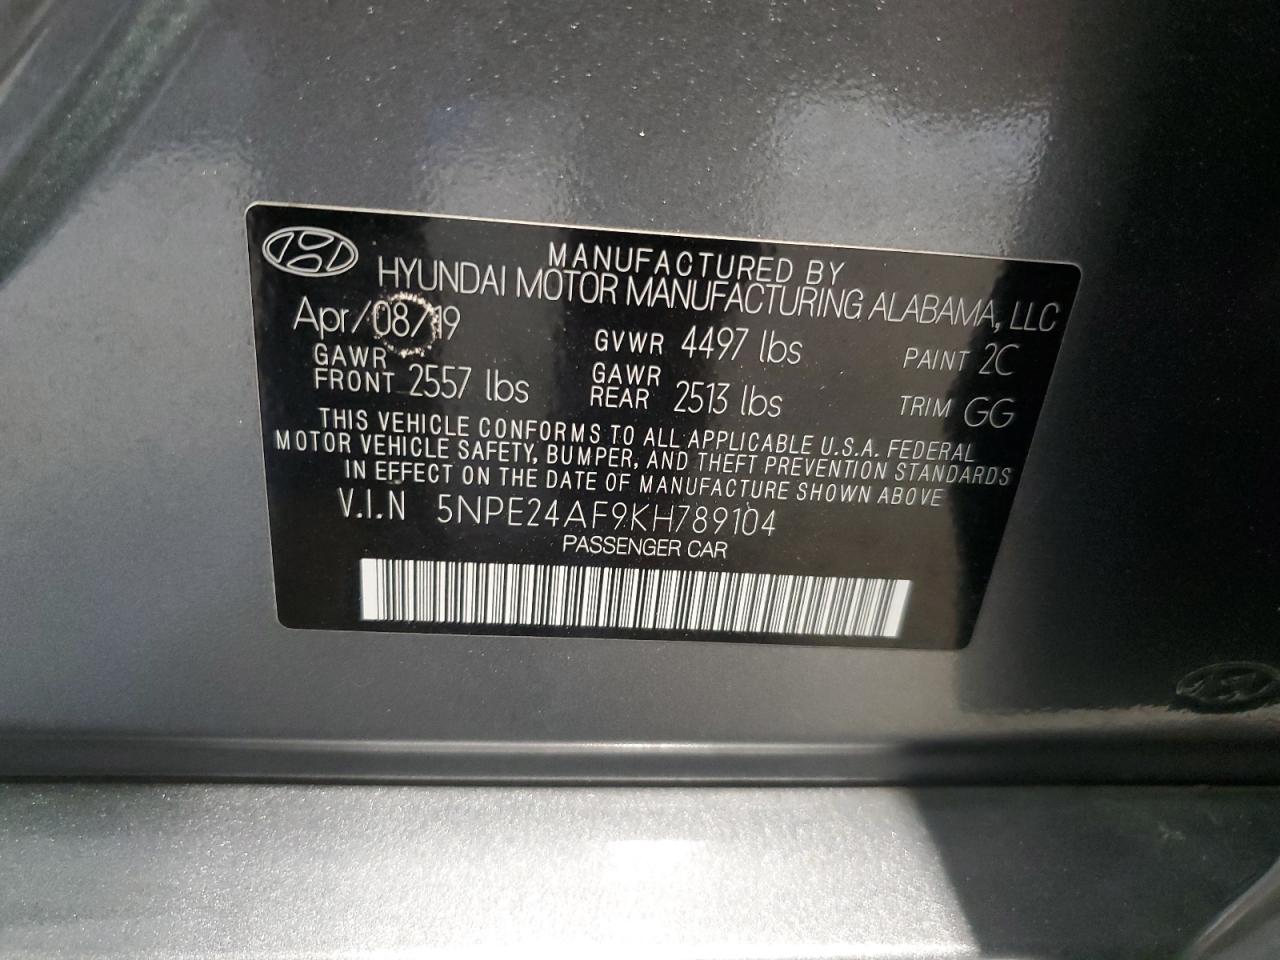 MANUFACTURED BY
HYUNDAI MOTOR MANUFACTURING ALABAMA, LLC
Apr/08/19 GVWR 4497 lbs PAINT 2C
GAWR FRONT 2557 lbs GAWR REAR 2513 lbs TRIM GG
THIS VEHICLE CONFORMS TO ALL APPLICABLE U.S.A. FEDERAL
MOTOR VEHICLE SAFETY, BUMPER, AND THEFT PREVENTION STANDARDS
IN EFFECT ON THE DATE OF MANUFACTURE SHOWN ABOVE
V.I.N 5NPE24AF9KH789104
PASSENGER CAR